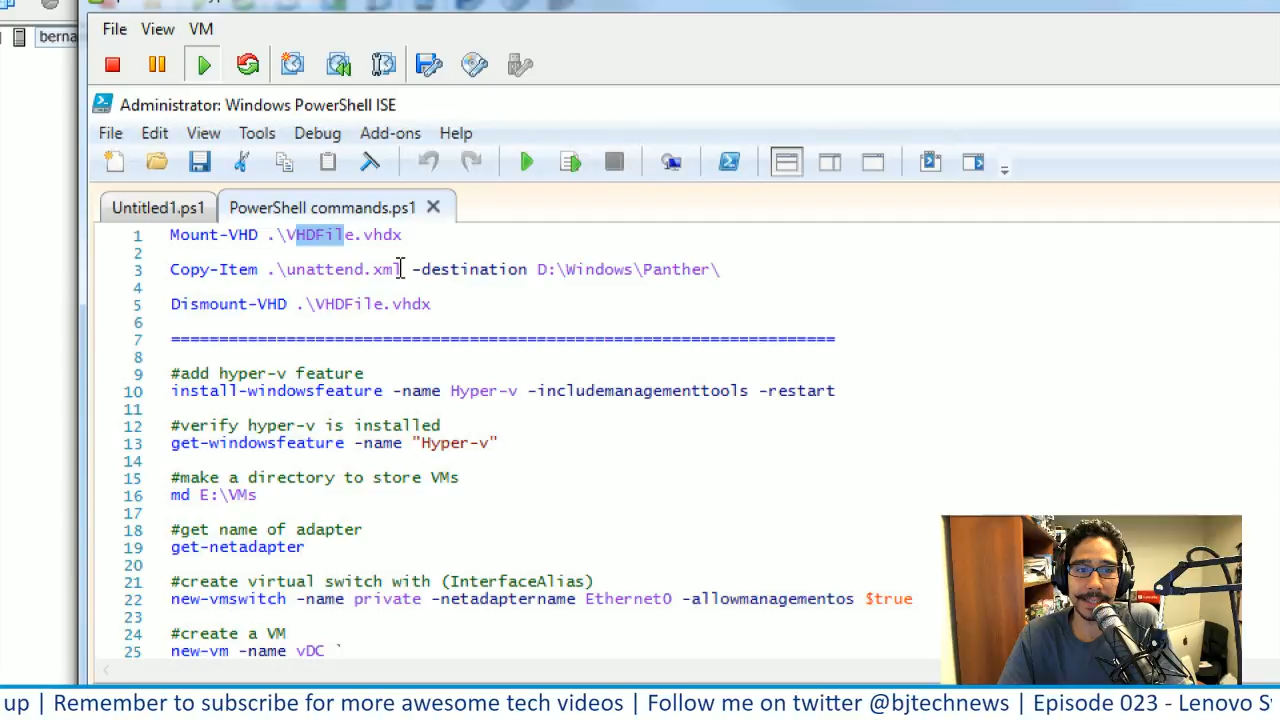 File View VM
berna
Administrator: Windows PowerShell ISE
File Edit View Tools Debug Add-ons Help
Untitled1.ps1 PowerShell commands.ps1
1 Mount-VHD .\VHDFile.vhdx
2
3 Copy-Item .\unattend.xml -destination D:\Windows\Panther\
4
5 Dismount-VHD .\VHDFile.vhdx
6
7 =====================================================================
8
9 #add hyper-v feature
10 install-windowsfeature -name Hyper-v -includemanagementtools -restart
11
12 #verify hyper-v is installed
13 get-windowsfeature -name "Hyper-v"
14
15 #make a directory to store VMs
16 md E:\VMs
17
18 #get name of adapter
19 get-netadapter
20
21 #create virtual switch with (InterfaceAlias)
22 new-vmswitch -name private -netadaptername Ethernet0 -allowmanagementos $true
23
24 #create a VM
25 new-vm -name vDC `
up | Remember to subscribe for more awesome tech videos | Follow me on twitter @bjtechnews | Episode 023 - Lenovo S